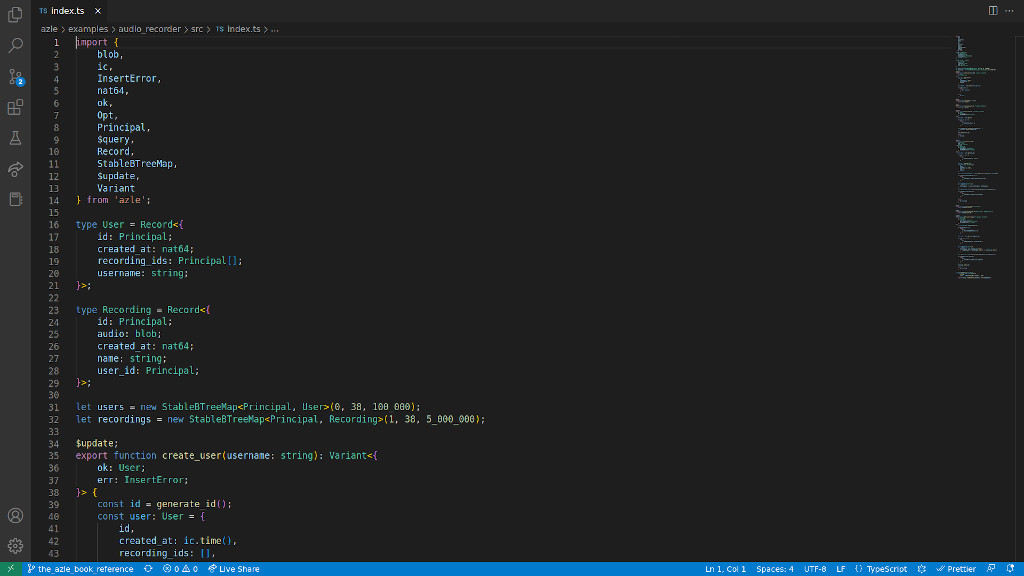 TS index.ts ×
azle > examples > audio_recorder > src > TS index.ts > ...
1 import {
2 blob,
3 ic,
4 InsertError,
5 nat64,
6 ok,
7 Opt,
8 Principal,
9 $query,
10 Record,
11 StableBTreeMap,
12 $update,
13 Variant
14 } from 'azle';
15
16 type User = Record<{
17 id: Principal;
18 created_at: nat64;
19 recording_ids: Principal[];
20 username: string;
21 }>;
22
23 type Recording = Record<{
24 id: Principal;
25 audio: blob;
26 created_at: nat64;
27 name: string;
28 user_id: Principal;
29 }>;
30
31 let users = new StableBTreeMap<Principal, User>(0, 38, 100_000);
32 let recordings = new StableBTreeMap<Principal, Recording>(1, 38, 5_000_000);
33
34 $update;
35 export function create_user(username: string): Variant<{
36 ok: User;
37 err: InsertError;
38 }> {
39 const id = generate_id();
40 const user: User = {
41 id,
42 created_at: ic.time(),
43 recording_ids: [],
2
the_azle_book_reference 0 0 Live Share Ln 1, Col 1 Spaces: 4 UTF-8 LF {} TypeScript Prettier